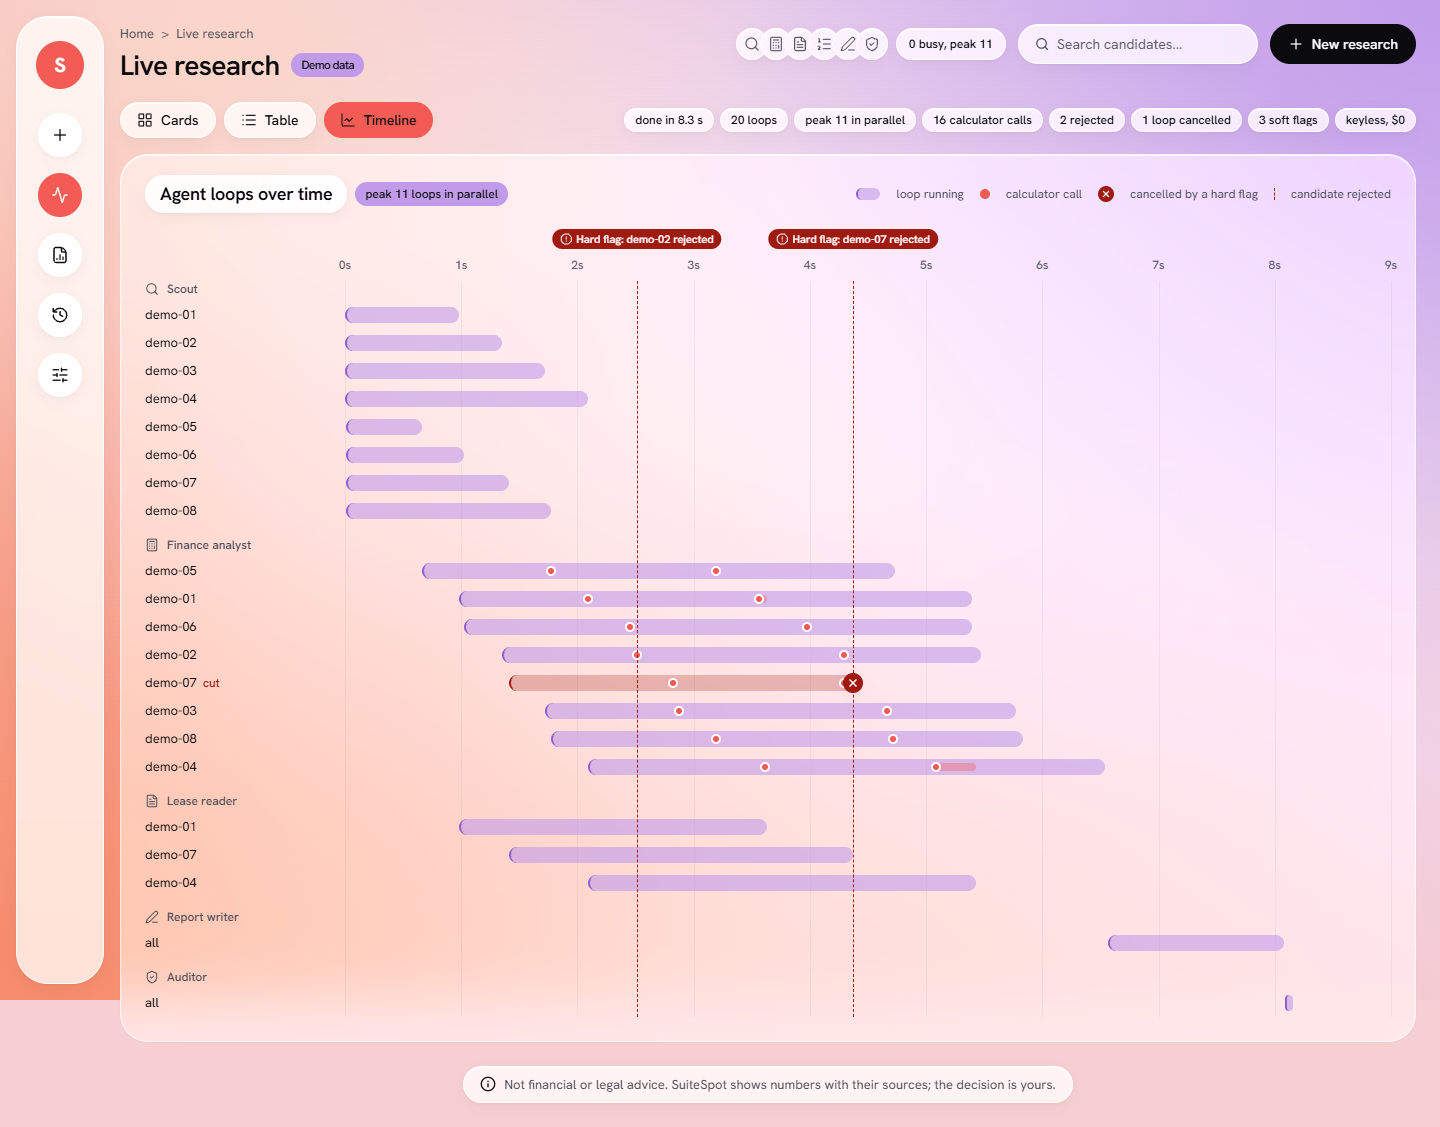 S
Home > Live research
Live research
Demo data
0 busy, peak 11
Search candidates...
New research
Cards
Table
Timeline
done in 8.3 s
20 loops
peak 11 in parallel
16 calculator calls
2 rejected
1 loop cancelled
3 soft flags
keyless, $0
Agent loops over time
peak 11 loops in parallel
loop running
calculator call
cancelled by a hard flag
candidate rejected
Hard flag: demo-02 rejected
Hard flag: demo-07 rejected
0s 1s 2s 3s 4s 5s 6s 7s 8s 9s
Scout
demo-01
demo-02
demo-03
demo-04
demo-05
demo-06
demo-07
demo-08
Finance analyst
demo-05
demo-01
demo-06
demo-02
demo-07 cut
demo-03
demo-08
demo-04
Lease reader
demo-01
demo-07
demo-04
Report writer
all
Auditor
all
Not financial or legal advice. SuiteSpot shows numbers with their sources; the decision is yours.